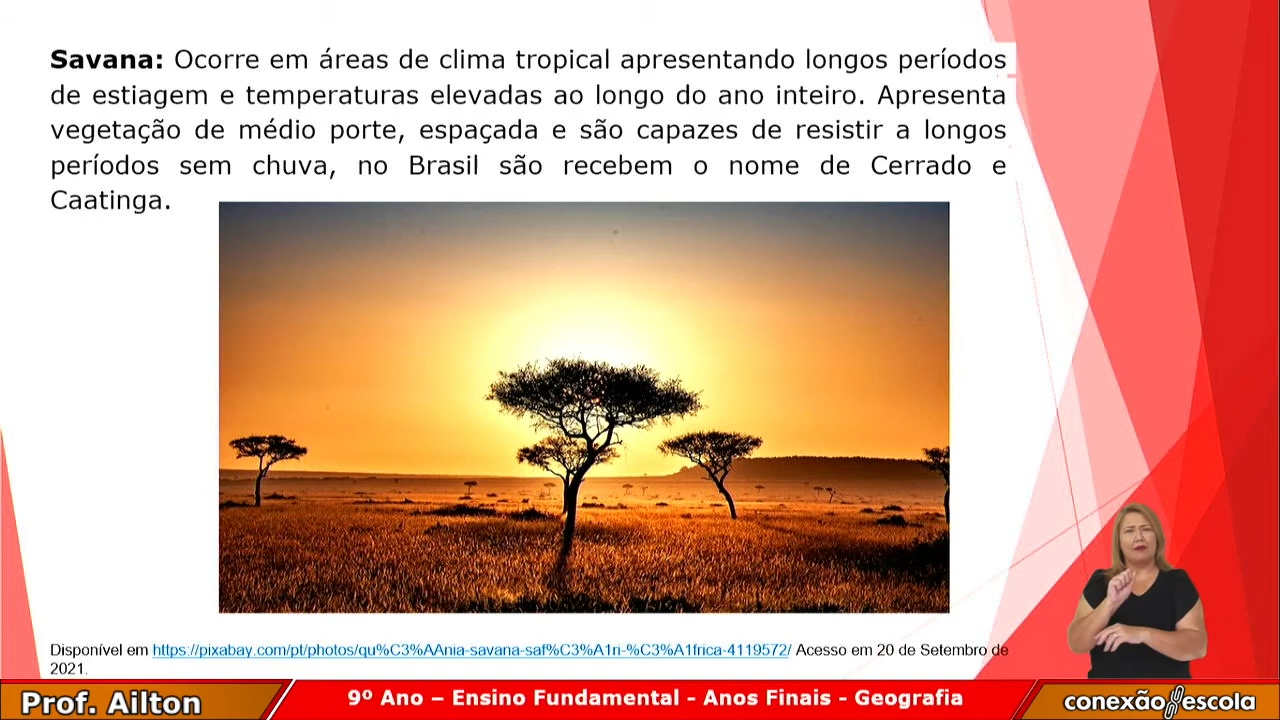 Savana: Ocorre em áreas de clima tropical apresentando longos períodos
de estiagem e temperaturas elevadas ao longo do ano inteiro. Apresenta
vegetação de médio porte, espaçada e são capazes de resistir a longos
períodos sem chuva, no Brasil são recebem o nome de Cerrado e
Caatinga.
Disponível em https://pixabay.com/pt/photos/qu%C3%AAnia-savana-saf%C3%A1ri-%C3%A1frica-4119572/ Acesso em 20 de Setembro de
2021.
Prof. Ailton
9º Ano – Ensino Fundamental - Anos Finais - Geografia
conexão escola